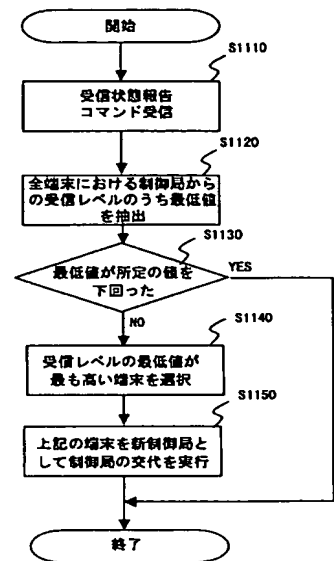 開始
S1110
受信状態報告
コマンド受信
S1120
全端末における制御局から
の受信レベルのうち最低値
を抽出
S1130
最低値が所定の値を
下回った
YES
NO
S1140
受信レベルの最低値が
最も高い端末を選択
S1150
上記の端末を新制御局と
して制御局の交代を実行
終了